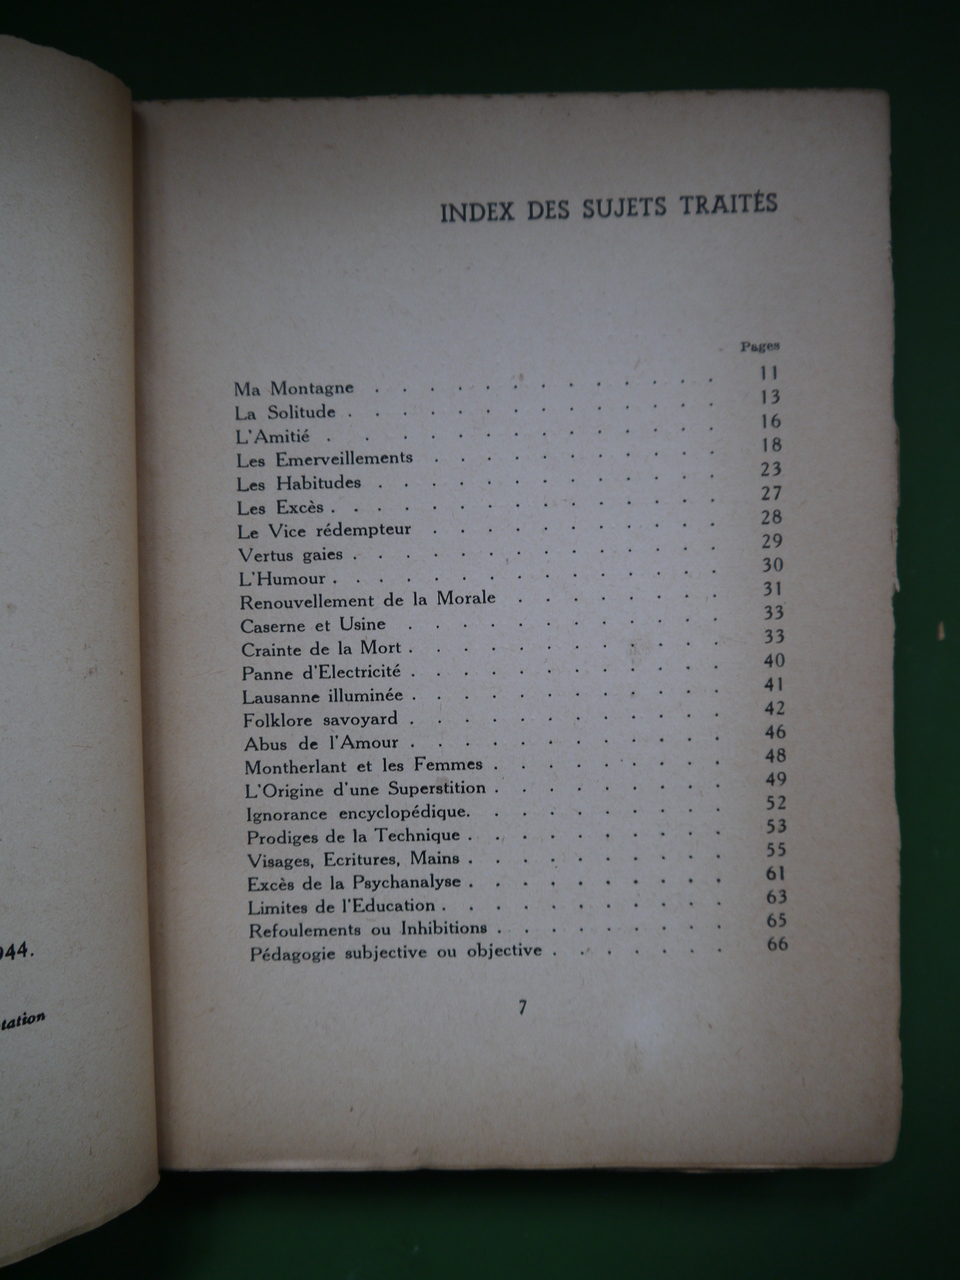 944.
tation
INDEX DES SUJETS TRAITÉS
Pages
Ma Montagne . . . . . . . . . . . . . 11
La Solitude . . . . . . . . . . . . . . 13
L'Amitié . . . . . . . . . . . . . . 16
Les Emerveillements . . . . . . . . . . . 18
Les Habitudes . . . . . . . . . . . . . 23
Les Excès . . . . . . . . . . . . . . . 27
Le Vice rédempteur . . . . . . . . . . . 28
Vertus gaies . . . . . . . . . . . . . . 29
L'Humour . . . . . . . . . . . . . . . 30
Renouvellement de la Morale . . . . . . . . 31
Caserne et Usine . . . . . . . . . . . . 33
Crainte de la Mort . . . . . . . . . . . . 33
Panne d'Electricité . . . . . . . . . . . . 40
Lausanne illuminée . . . . . . . . . . . . 41
Folklore savoyard . . . . . . . . . . . . 42
Abus de l'Amour . . . . . . . . . . . . 46
Montherlant et les Femmes . . . . . . . . . 48
L'Origine d'une Superstition . . . . . . . . . 49
Ignorance encyclopédique. . . . . . . . . . 52
Prodiges de la Technique . . . . . . . . . . 53
Visages, Ecritures, Mains . . . . . . . . . . 55
Excès de la Psychanalyse . . . . . . . . . . 61
Limites de l'Education . . . . . . . . . . . 63
Refoulements ou Inhibitions . . . . . . . . . 65
Pédagogie subjective ou objective . . . . . . . 66
7